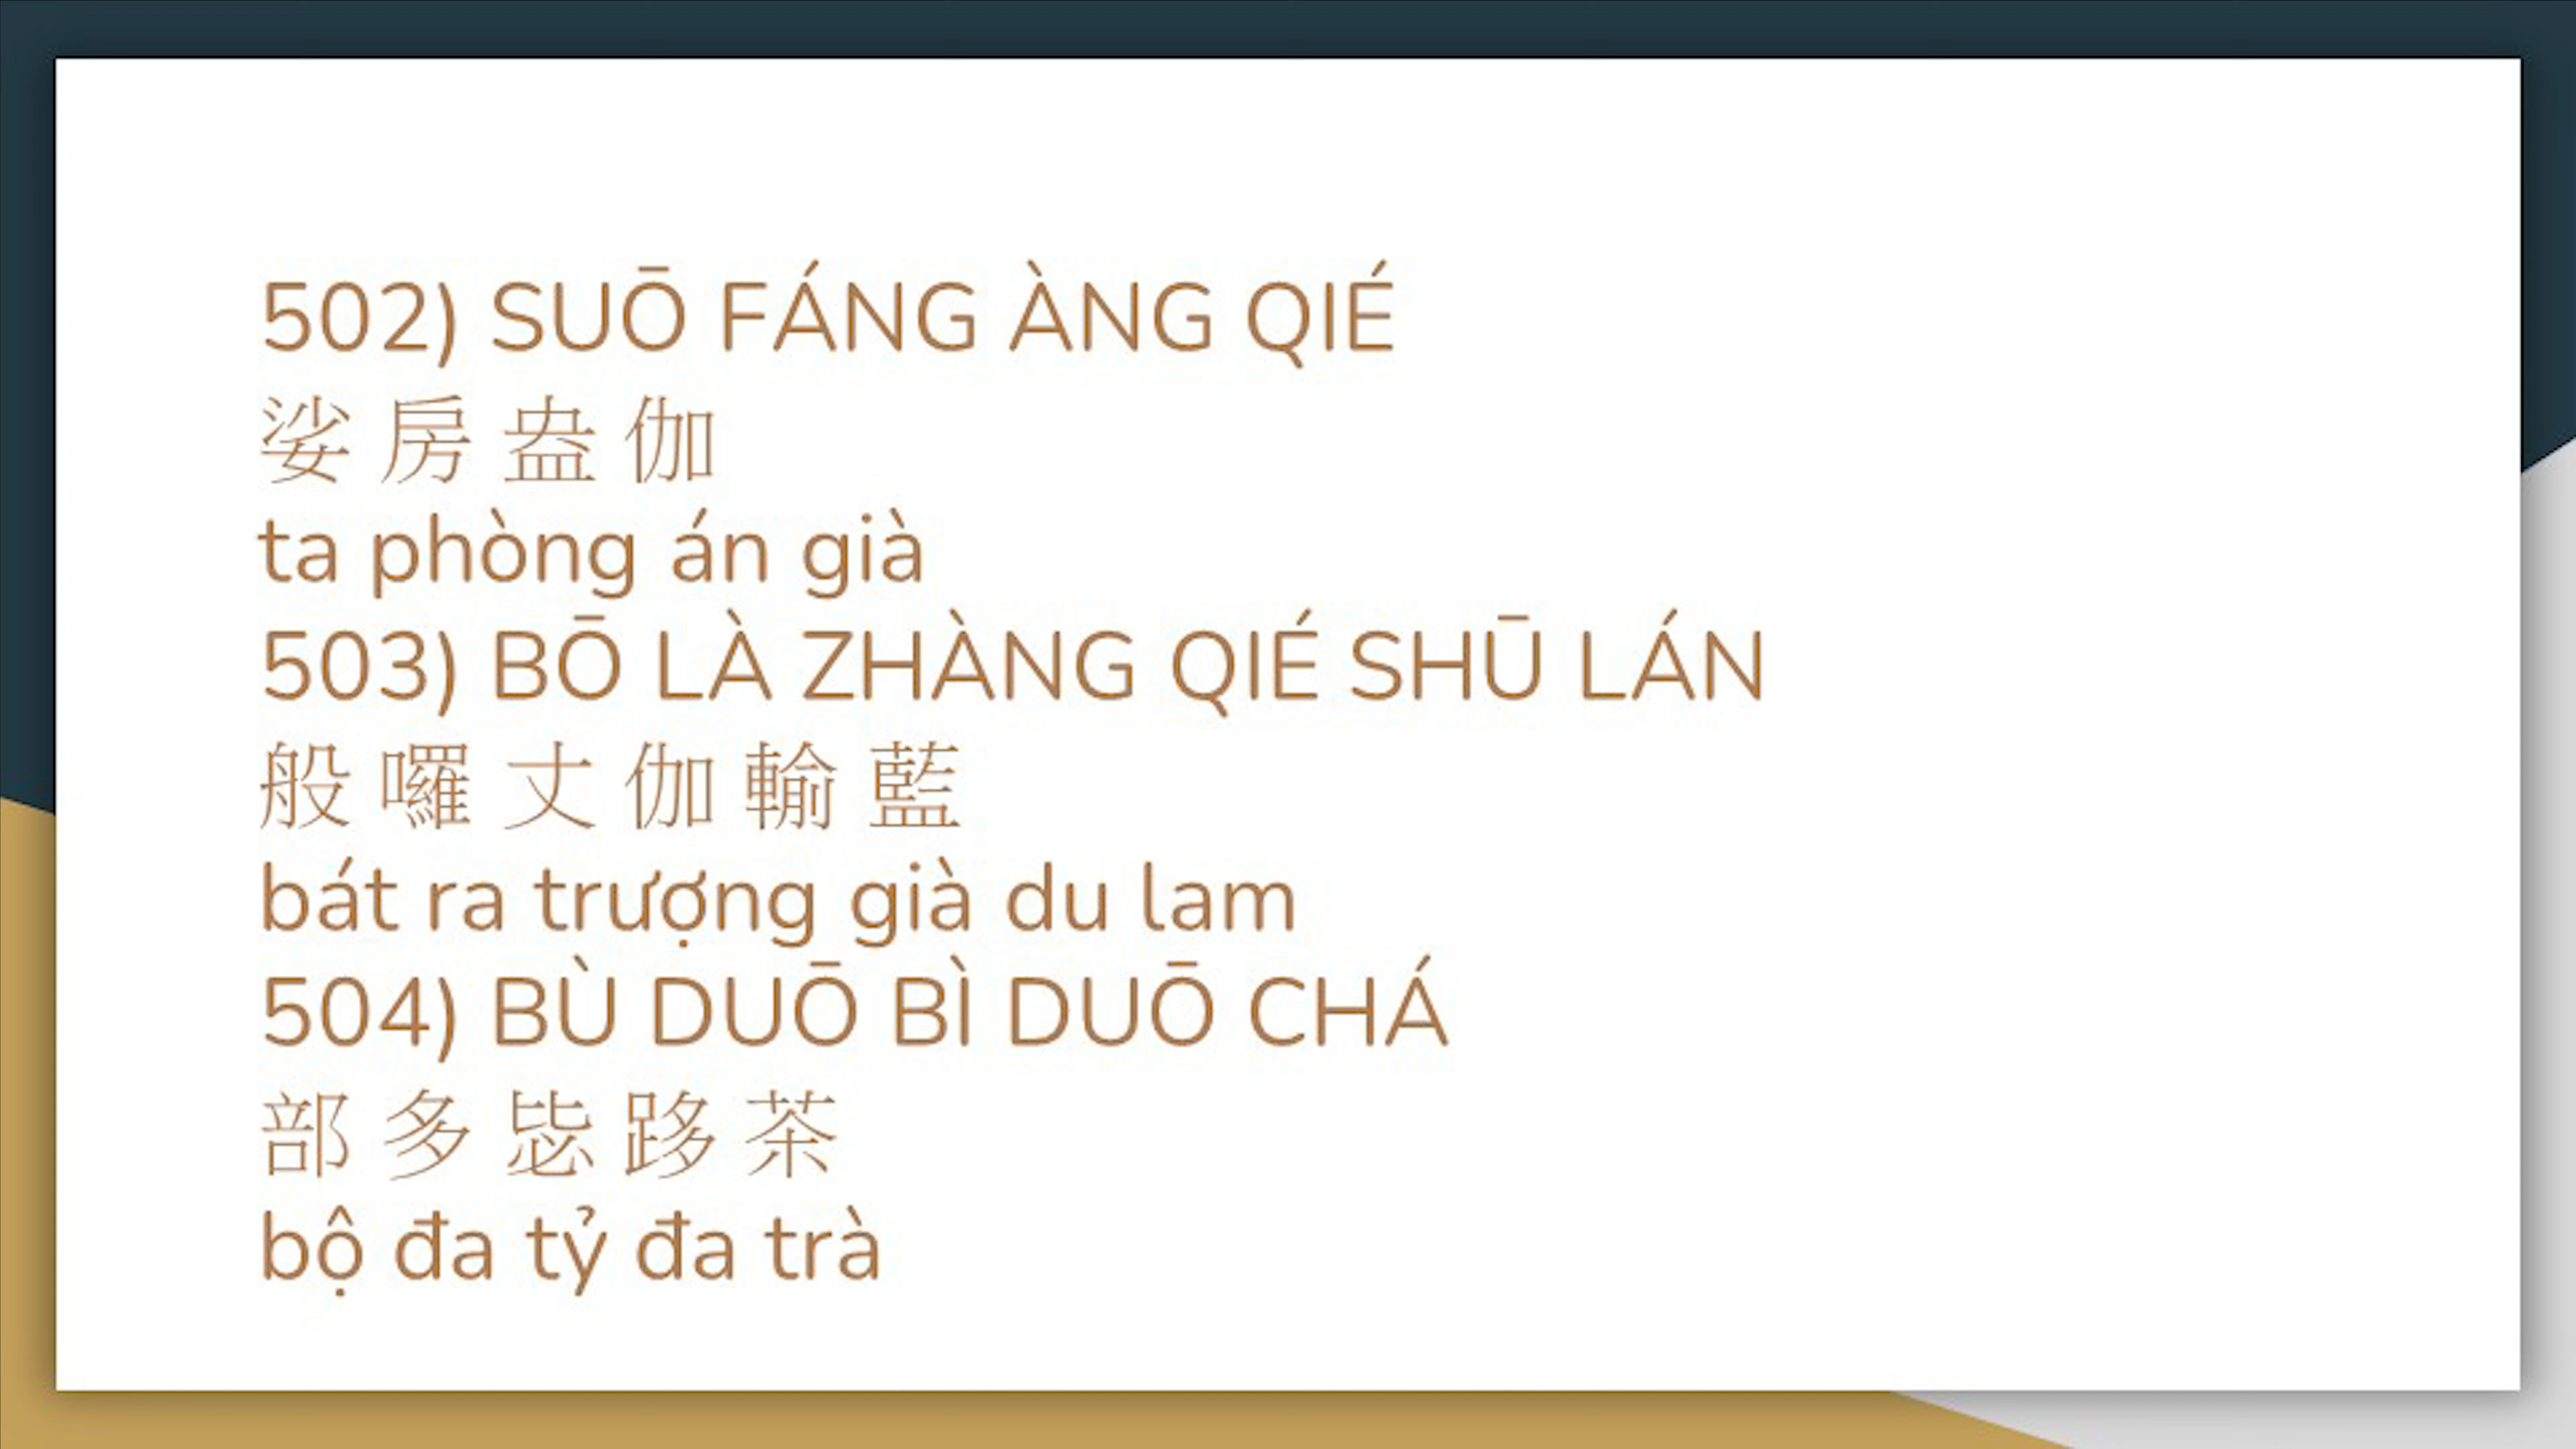 502) SUŌ FÁNG ÀNG QIÉ
娑 房 盎 伽
ta phòng án già
503) BŌ LÀ ZHÀNG QIÉ SHŪ LÁN
般 囉 丈 伽 輸 藍
bát ra trượng già du lam
504) BÙ DUŌ BÌ DUŌ CHÁ
部 多 毖 跢 茶
bộ đa tỷ đa trà